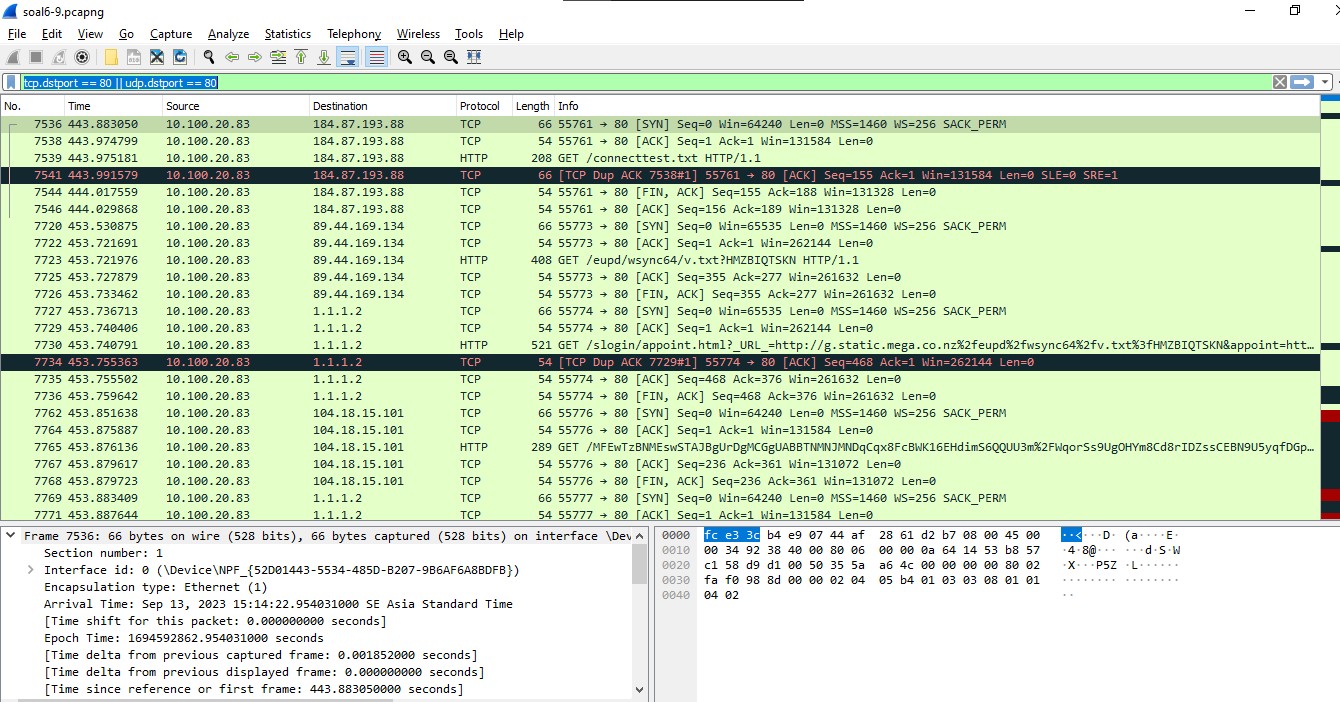 soal6-9.pcapng
File Edit View Go Capture Analyze Statistics Telephony Wireless Tools Help
tcp.dstport == 80 || udp.dstport == 80
No. Time Source Destination Protocol Length Info
7536 443.883050 10.100.20.83 184.87.193.88 TCP 66 55761 → 80 [SYN] Seq=0 Win=64240 Len=0 MSS=1460 WS=256 SACK_PERM
7538 443.974799 10.100.20.83 184.87.193.88 TCP 54 55761 → 80 [ACK] Seq=1 Ack=1 Win=131584 Len=0
7539 443.975181 10.100.20.83 184.87.193.88 HTTP 208 GET /connecttest.txt HTTP/1.1
7541 443.991579 10.100.20.83 184.87.193.88 TCP 66 [TCP Dup ACK 7538#1] 55761 → 80 [ACK] Seq=155 Ack=1 Win=131584 Len=0 SLE=0 SRE=1
7544 444.017559 10.100.20.83 184.87.193.88 TCP 54 55761 → 80 [FIN, ACK] Seq=155 Ack=188 Win=131328 Len=0
7546 444.029868 10.100.20.83 184.87.193.88 TCP 54 55761 → 80 [ACK] Seq=156 Ack=189 Win=131328 Len=0
7720 453.530875 10.100.20.83 89.44.169.134 TCP 66 55773 → 80 [SYN] Seq=0 Win=65535 Len=0 MSS=1460 WS=256 SACK_PERM
7722 453.721691 10.100.20.83 89.44.169.134 TCP 54 55773 → 80 [ACK] Seq=1 Ack=1 Win=262144 Len=0
7723 453.721976 10.100.20.83 89.44.169.134 HTTP 408 GET /eupd/wsync64/v.txt?HMZBIQTSKN HTTP/1.1
7725 453.727879 10.100.20.83 89.44.169.134 TCP 54 55773 → 80 [ACK] Seq=355 Ack=277 Win=261632 Len=0
7726 453.733462 10.100.20.83 89.44.169.134 TCP 54 55773 → 80 [FIN, ACK] Seq=355 Ack=277 Win=261632 Len=0
7727 453.736713 10.100.20.83 1.1.1.2 TCP 66 55774 → 80 [SYN] Seq=0 Win=65535 Len=0 MSS=1460 WS=256 SACK_PERM
7729 453.740406 10.100.20.83 1.1.1.2 TCP 54 55774 → 80 [ACK] Seq=1 Ack=1 Win=262144 Len=0
7730 453.740791 10.100.20.83 1.1.1.2 HTTP 521 GET /slogin/appoint.html?_URL_=http://g.static.mega.co.nz%2feupd%2fwsync64%2fv.txt%3fHMZBIQTSKN&appoint=htt…
7734 453.755363 10.100.20.83 1.1.1.2 TCP 54 [TCP Dup ACK 7729#1] 55774 → 80 [ACK] Seq=468 Ack=1 Win=262144 Len=0
7735 453.755502 10.100.20.83 1.1.1.2 TCP 54 55774 → 80 [ACK] Seq=468 Ack=376 Win=261632 Len=0
7736 453.759642 10.100.20.83 1.1.1.2 TCP 54 55774 → 80 [FIN, ACK] Seq=468 Ack=376 Win=261632 Len=0
7762 453.851638 10.100.20.83 104.18.15.101 TCP 66 55776 → 80 [SYN] Seq=0 Win=64240 Len=0 MSS=1460 WS=256 SACK_PERM
7764 453.875887 10.100.20.83 104.18.15.101 TCP 54 55776 → 80 [ACK] Seq=1 Ack=1 Win=131584 Len=0
7765 453.876136 10.100.20.83 104.18.15.101 HTTP 289 GET /MFEwTzBNMEswSTAJBgUrDgMCGgUABBTNMNJMNDqCqx8FcBWK16EHdimS6QQUU3m%2FWqorSs9UgOHYm8Cd8rIDZssCEBN9U5yqfDGp…
7767 453.879617 10.100.20.83 104.18.15.101 TCP 54 55776 → 80 [ACK] Seq=236 Ack=361 Win=131072 Len=0
7768 453.879723 10.100.20.83 104.18.15.101 TCP 54 55776 → 80 [FIN, ACK] Seq=236 Ack=361 Win=131072 Len=0
7769 453.883409 10.100.20.83 1.1.1.2 TCP 66 55777 → 80 [SYN] Seq=0 Win=64240 Len=0 MSS=1460 WS=256 SACK_PERM
7771 453.887644 10.100.20.83 1.1.1.2 TCP 54 55777 → 80 [ACK] Seq=1 Ack=1 Win=131584 Len=0
Frame 7536: 66 bytes on wire (528 bits), 66 bytes captured (528 bits) on interface \Dev
Section number: 1
Interface id: 0 (\Device\NPF_{52D01443-5534-485D-B207-9B6AF6A8BDFB})
Encapsulation type: Ethernet (1)
Arrival Time: Sep 13, 2023 15:14:22.954031000 SE Asia Standard Time
[Time shift for this packet: 0.000000000 seconds]
Epoch Time: 1694592862.954031000 seconds
[Time delta from previous captured frame: 0.001852000 seconds]
[Time delta from previous displayed frame: 0.000000000 seconds]
[Time since reference or first frame: 443.883050000 seconds]
0000 fc e3 3c b4 e9 07 44 af 28 61 d2 b7 08 00 45 00 ··<···D· (a····E·
0010 00 34 92 38 40 00 80 06 00 00 0a 64 14 53 b8 57 ·4·8@··· ···d·S·W
0020 c1 58 d9 d1 00 50 35 5a a6 4c 00 00 00 00 80 02 ·X···P5Z ·L······
0030 fa f0 98 8d 00 00 02 04 05 b4 01 03 03 08 01 01 ········ ········
0040 04 02 ··